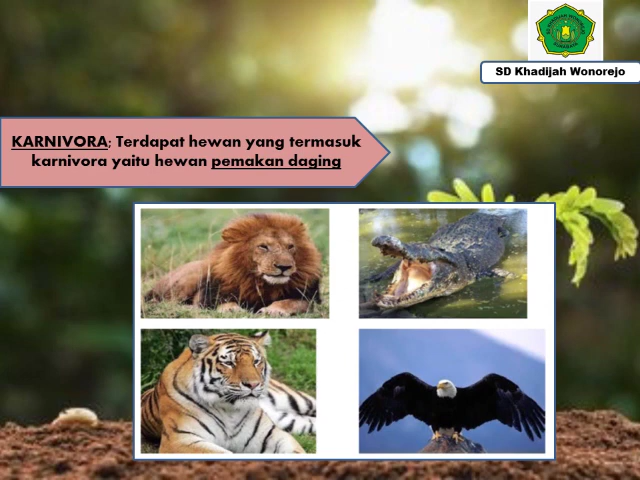 SD Khadijah Wonorejo
KARNIVORA; Terdapat hewan yang termasuk
karnivora yaitu hewan pemakan daging